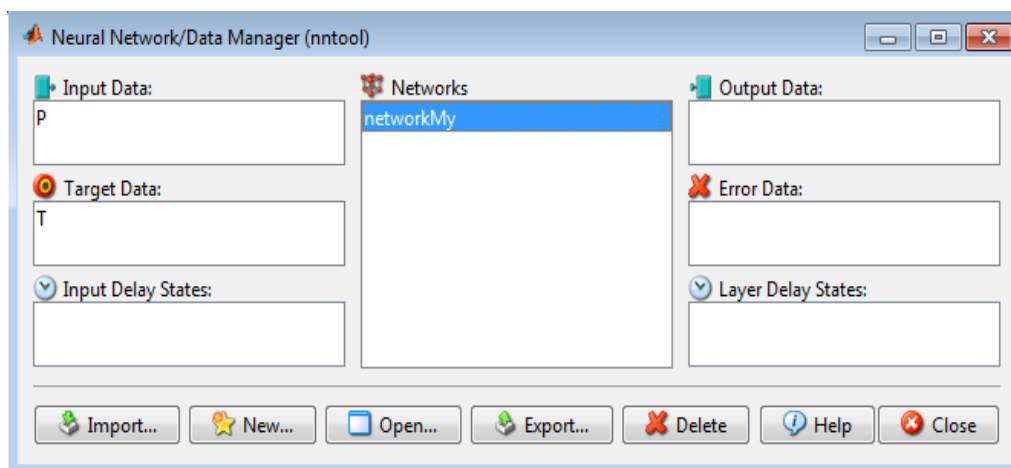 Neural Network/Data Manager (nntool)
Input Data:
P
Target Data:
T
Input Delay States:
Networks
networkMy
Output Data:
Error Data:
Layer Delay States:
Import...
New...
Open...
Export...
Delete
Help
Close